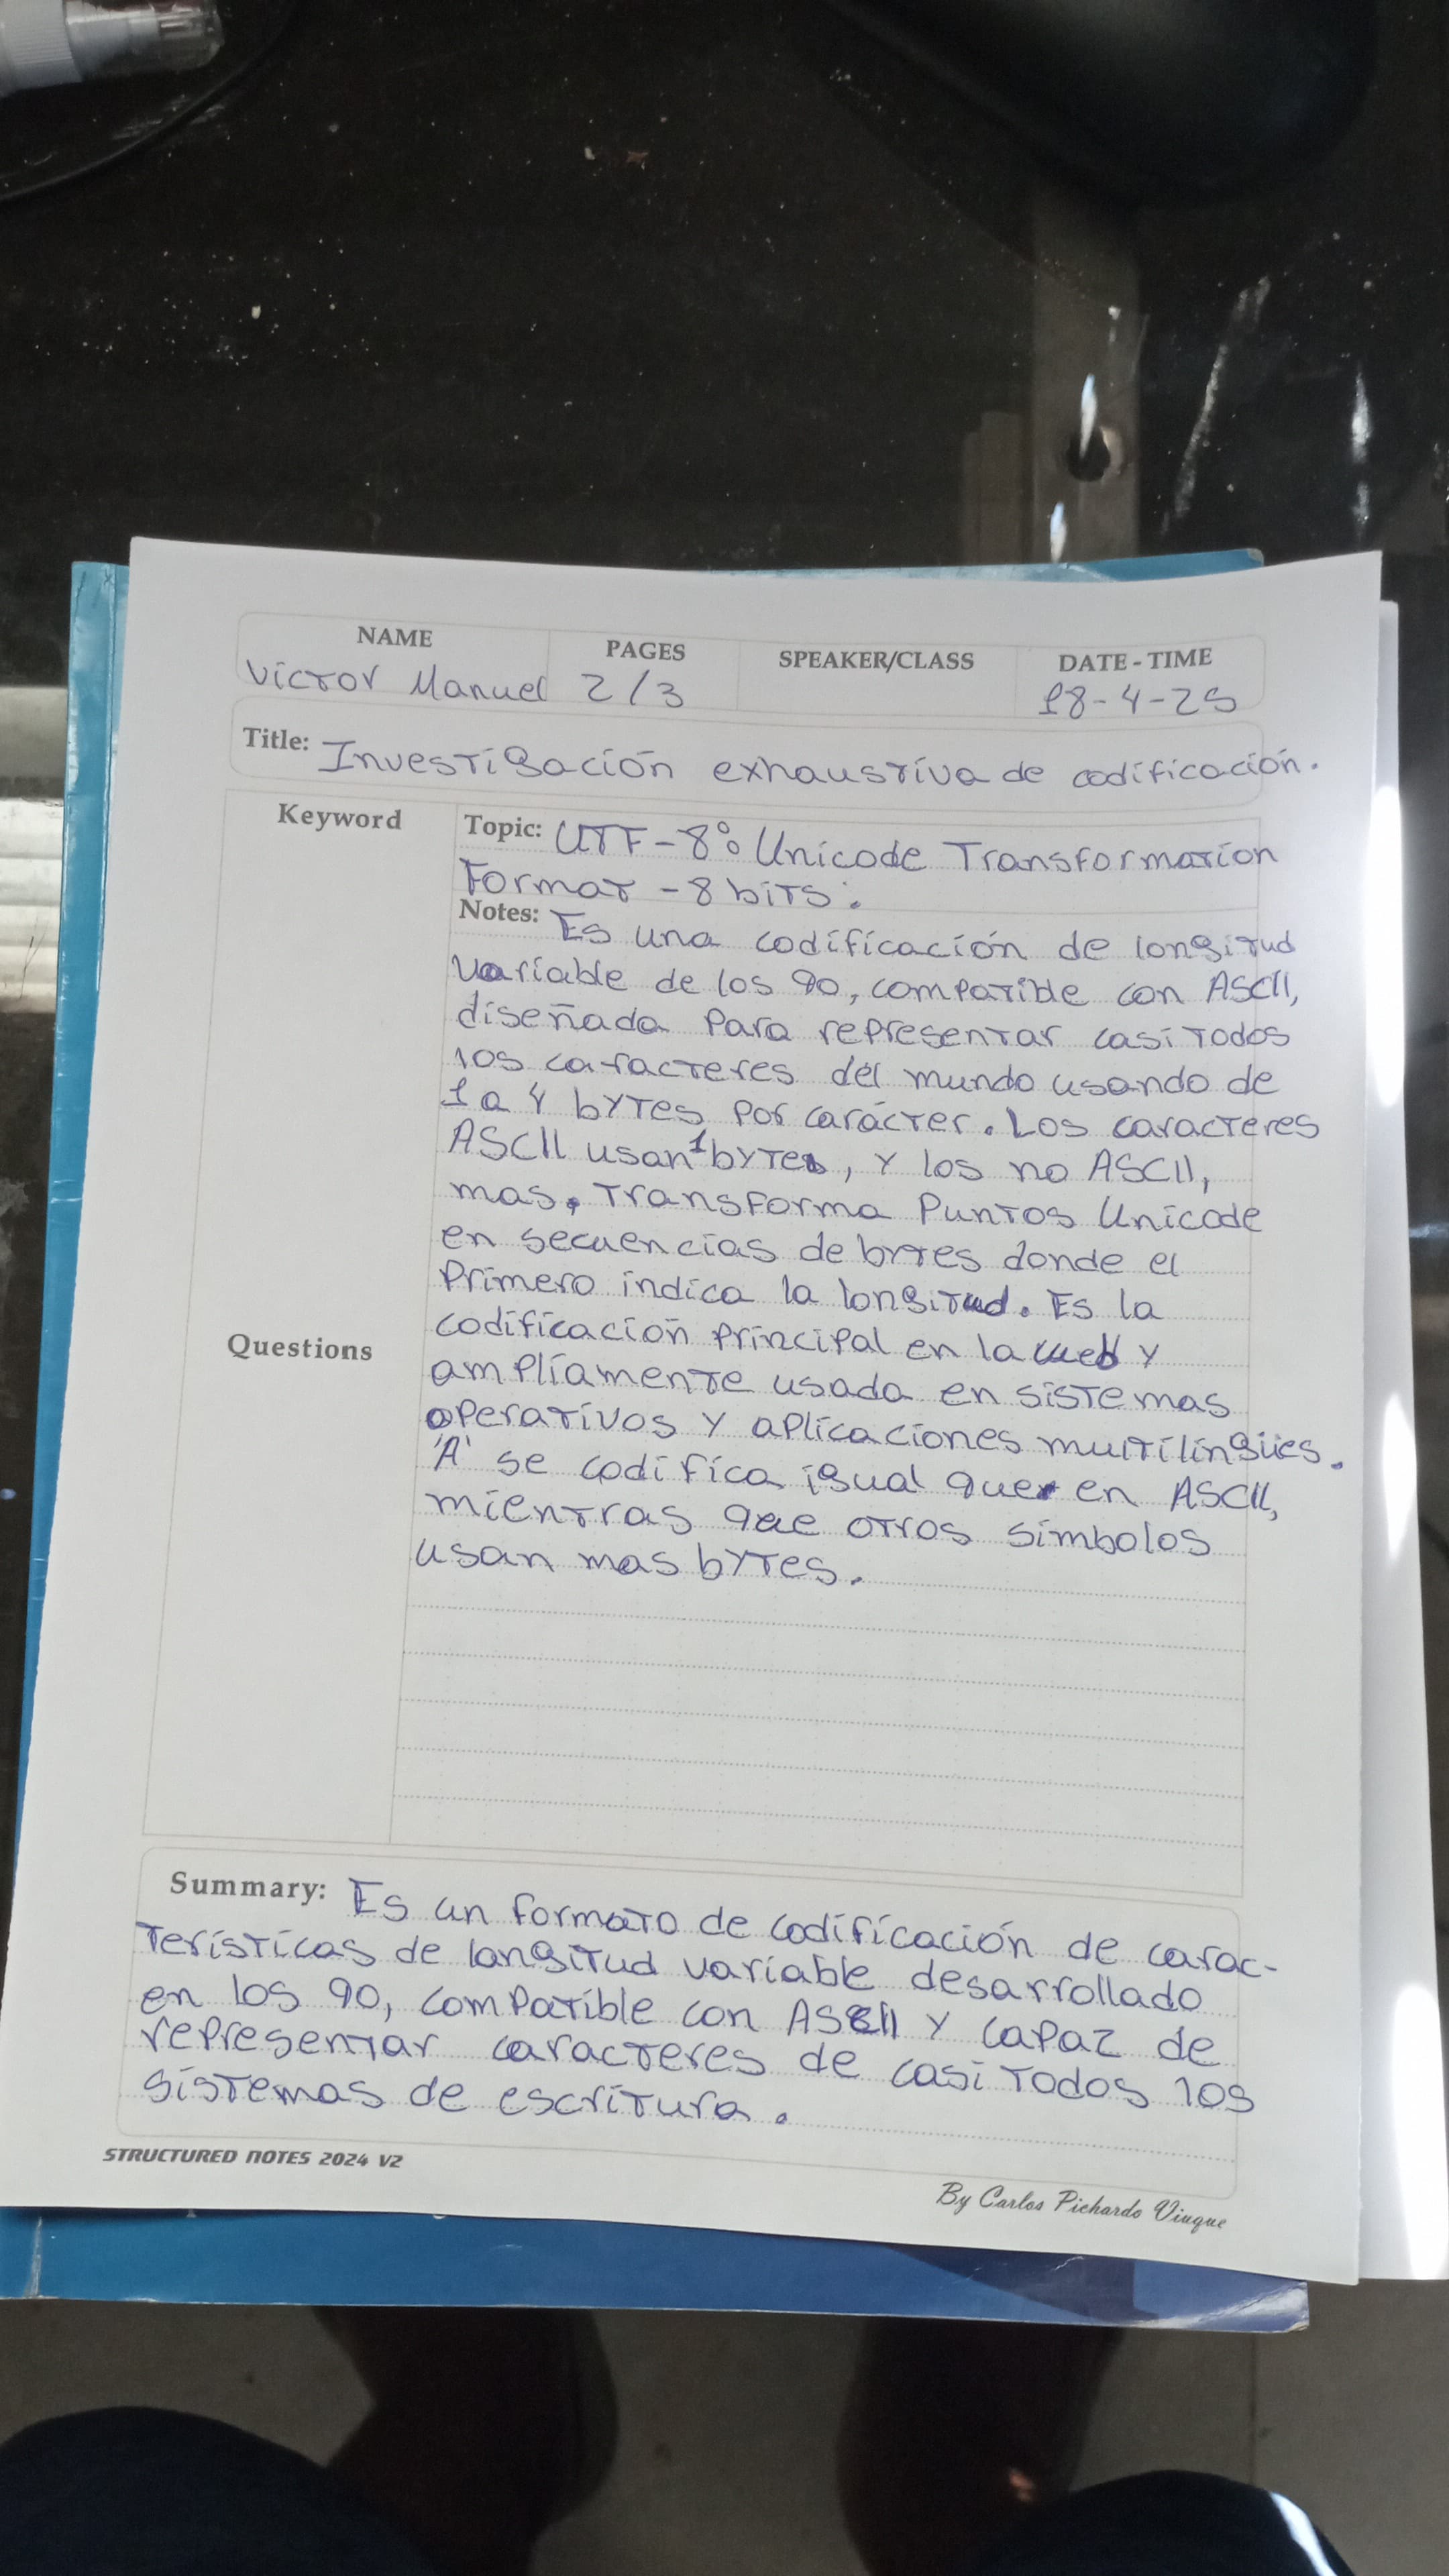 NAME PAGES SPEAKER/CLASS DATE-TIME
Victor Manuel 2/3 18-4-25
Title: Investigación exhaustiva de codificación.
Keyword
Topic: UTF-8: Unicode Transformation
Format -8 bits.
Notes: Es una codificación de longitud
variable de los 90, compatible con ASCII,
diseñada para representar casi todos
los caracteres del mundo usando de
1 a 4 bytes por carácter. Los caracteres
ASCII usan 1 byte, y los no ASCII,
mas. Transforma Puntos Unicode
en secuencias de bytes donde el
Primero indica la longitud. Es la
codificación principal en la web y
Questions
ampliamente usada en sistemas
operativos y aplicaciones multilingües.
'A' se codifica igual que en ASCII,
mientras que otros símbolos
usan mas bytes.
Summary: Es un formato de codificación de carac-
terísticas de longitud variable desarrollado
en los 90, compatible con ASCII y capaz de
representar caracteres de casi todos los
sistemas de escritura.
STRUCTURED NOTES 2024 V2
By Carlos Pichardo Viuque